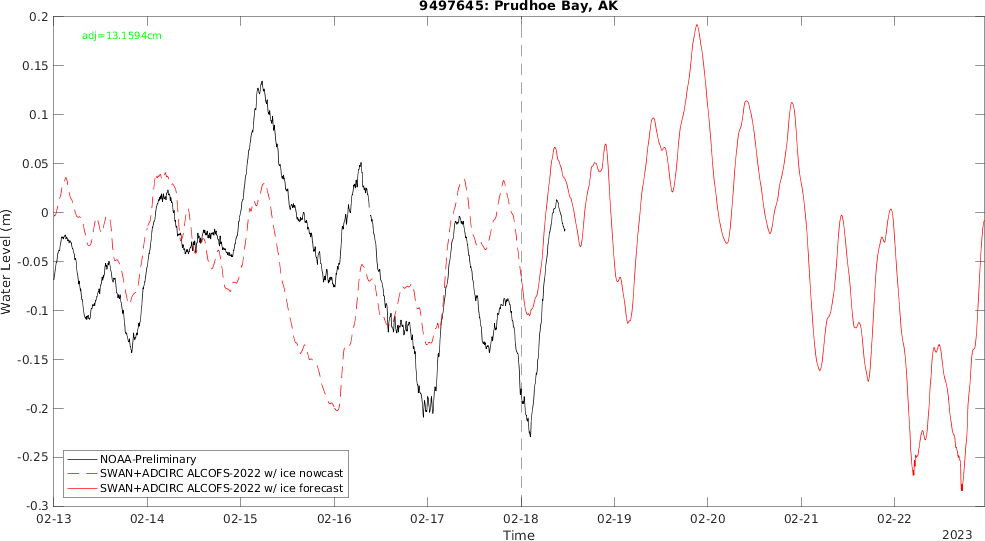 9497645: Prudhoe Bay, AK
adj=13.1594cm
0.2
0.15
0.1
0.05
0
-0.05
-0.1
-0.15
-0.2
-0.25
-0.3
Water Level (m)
NOAA-Preliminary
SWAN+ADCIRC ALCOFS-2022 w/ ice nowcast
SWAN+ADCIRC ALCOFS-2022 w/ ice forecast
02-13 02-14 02-15 02-16 02-17 02-18 02-19 02-20 02-21 02-22
Time
2023